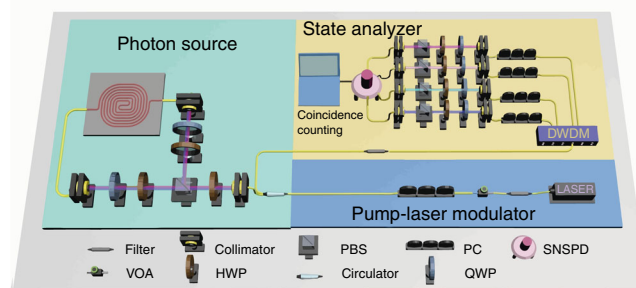 Photon source
State analyzer
Coincidence
counting
DWDM
LASER
Pump-laser modulator
Filter
Collimator
PBS
PC
SNSPD
VOA
HWP
Circulator
QWP